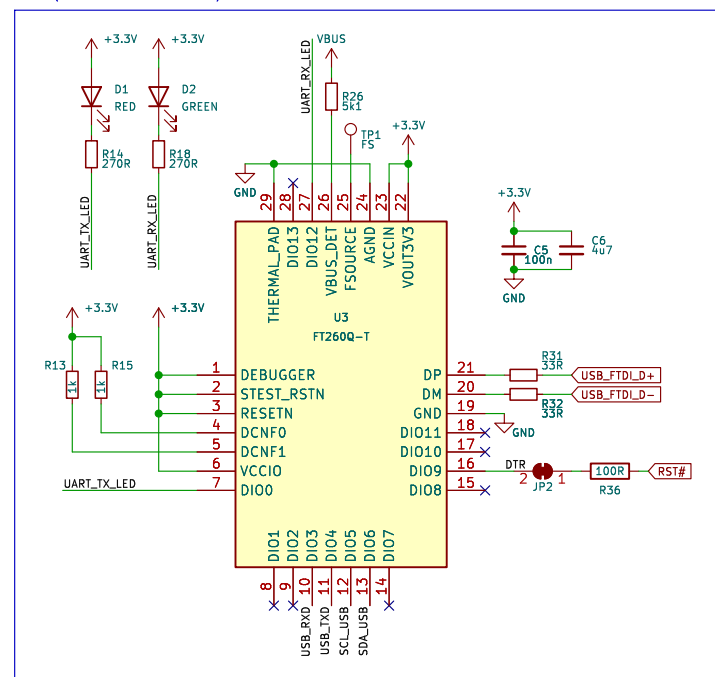 +3.3V
+3.3V
D1
RED
D2
GREEN
R14
270R
R18
270R
UART_TX_LED
UART_RX_LED
UART_RX_LED
VBUS
R26
5k1
TP1
FS
+3.3V
GND
29
28
27
26
25
24
23
22
THERMAL_PAD
DIO13
DIO12
VBUS_DET
FSOURCE
AGND
VCCIN
VOUT3V3
+3.3V
C5
100n
C6
4u7
GND
U3
FT260Q-T
+3.3V
+3.3V
R13
1k
1k
R15
1 DEBUGGER
2 STEST_RSTN
3 RESETN
4 DCNF0
5 DCNF1
6 VCCIO
7 DIO0
UART_TX_LED
DP 21
DM 20
GND 19
DIO11 18
DIO10 17
DIO9 16
DIO8 15
R31
33R
USB_FTDI_D+
USB_FTDI_D-
R32
33R
GND
DTR
2 JP2 1
100R
R36
RST#
DIO1
DIO2
DIO3
DIO4
DIO5
DIO6
DIO7
8
9
10
11
12
13
14
USB_RXD
USB_TXD
SCL_USB
SDA_USB